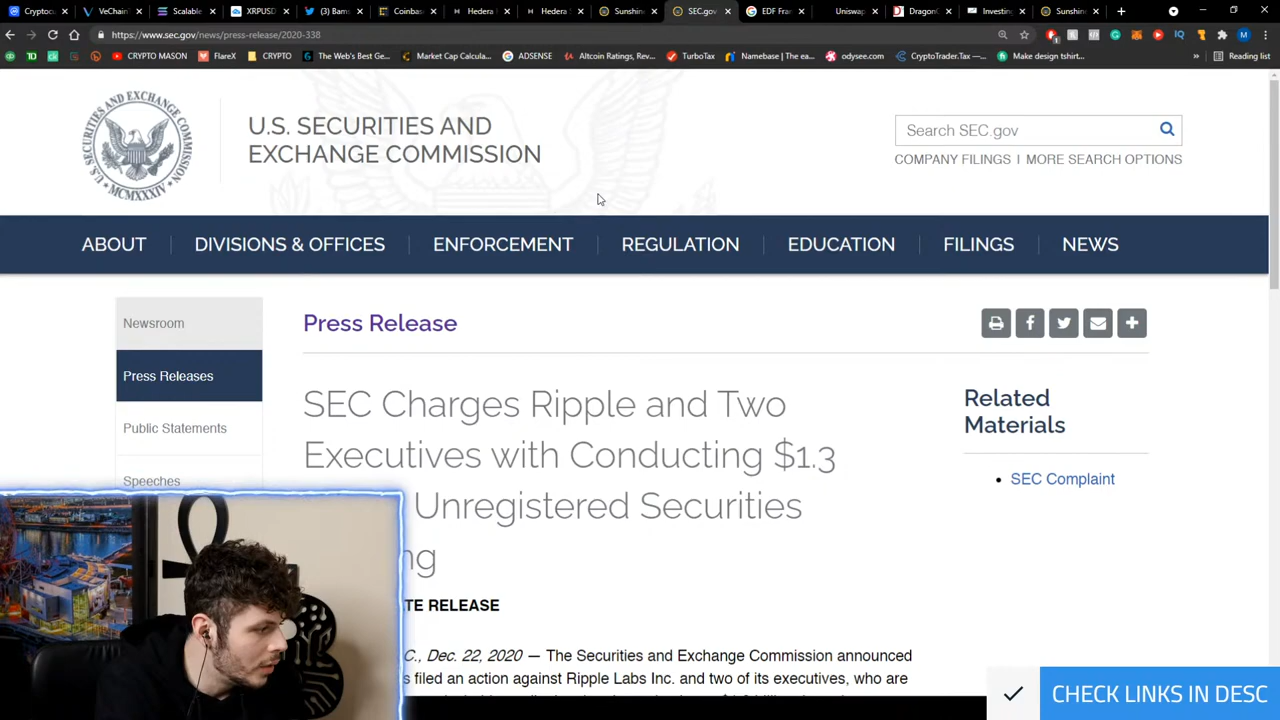 Cryptocu
VeChain
Scalable
XRPUSD
(3) Bam
Coinbas
Hedera
Hedera
Sunshin
SEC.gov
EDF Fran
Uniswap
DragonC
Investing
Sunshine
https://www.sec.gov/news/press-release/2020-338
CRYPTO MASON
FlareX
CRYPTO
The Web's Best Ge...
Market Cap Calcula...
ADSENSE
Altcoin Ratings, Rev...
TurboTax
Namebase | The ea...
odysee.com
CryptoTrader.Tax —...
Make design tshirt...
Reading list
U.S. SECURITIES AND
EXCHANGE COMMISSION
MCMXXXIV
Search SEC.gov
COMPANY FILINGS | MORE SEARCH OPTIONS
ABOUT
DIVISIONS & OFFICES
ENFORCEMENT
REGULATION
EDUCATION
FILINGS
NEWS
Newsroom
Press Releases
Public Statements
Speeches
Press Release
SEC Charges Ripple and Two
Executives with Conducting $1.3
Unregistered Securities
ng
TE RELEASE
C., Dec. 22, 2020 — The Securities and Exchange Commission announced
s filed an action against Ripple Labs Inc. and two of its executives, who are
Related
Materials
SEC Complaint
CHECK LINKS IN DESC